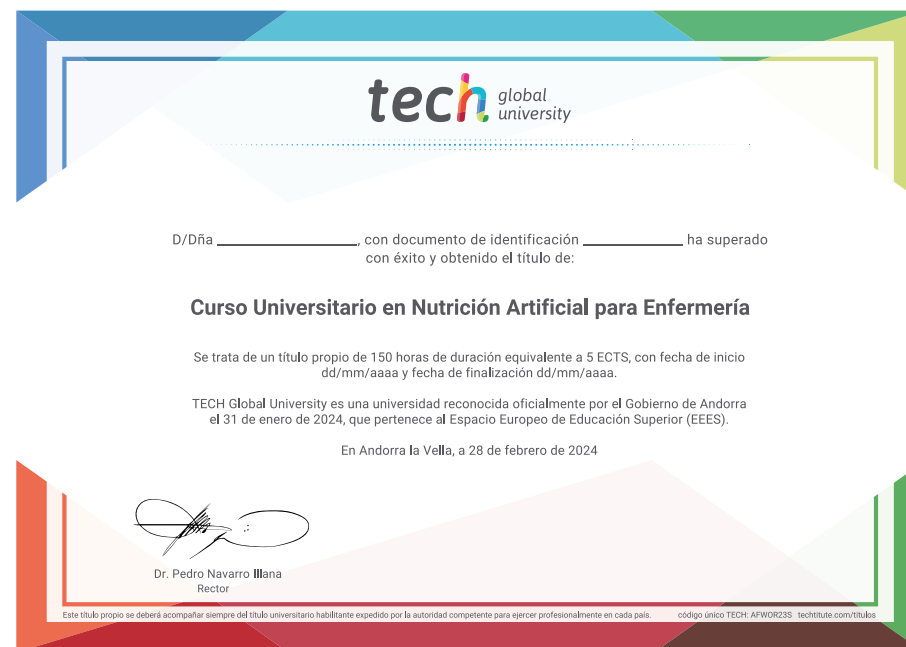 tech global university
D/Dña ____________________, con documento de identificación ______________ ha superado
con éxito y obtenido el título de:
Curso Universitario en Nutrición Artificial para Enfermería
Se trata de un título propio de 150 horas de duración equivalente a 5 ECTS, con fecha de inicio
dd/mm/aaaa y fecha de finalización dd/mm/aaaa.
TECH Global University es una universidad reconocida oficialmente por el Gobierno de Andorra
el 31 de enero de 2024, que pertenece al Espacio Europeo de Educación Superior (EEES).
En Andorra la Vella, a 28 de febrero de 2024
Dr. Pedro Navarro Illana
Rector
Este título propio se deberá acompañar siempre del título universitario habilitante expedido por la autoridad competente para ejercer profesionalmente en cada país. código único TECH: AFWOR23S techtitute.com/titulos